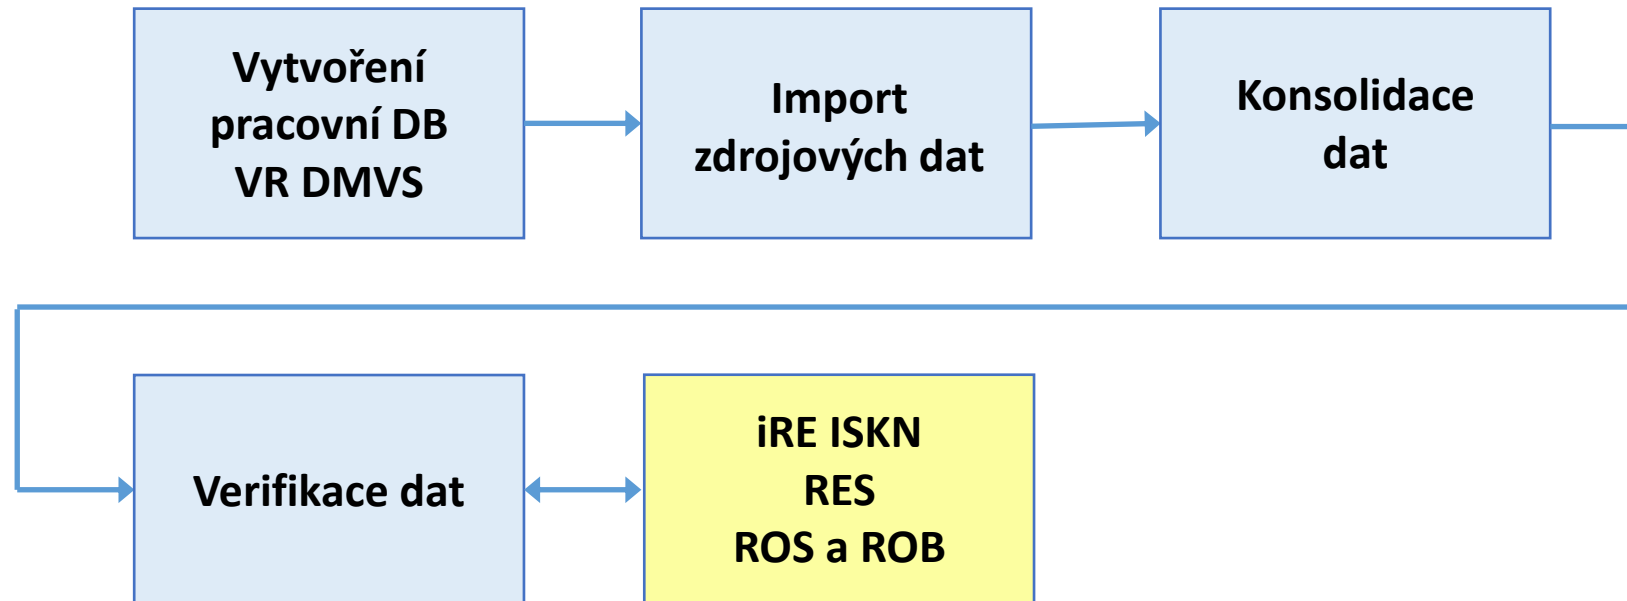 Vytvoření
pracovní DB
VR DMVS
Import
zdrojových dat
Konsolidace
dat
Verifikace dat
iRE ISKN
RES
ROS a ROB